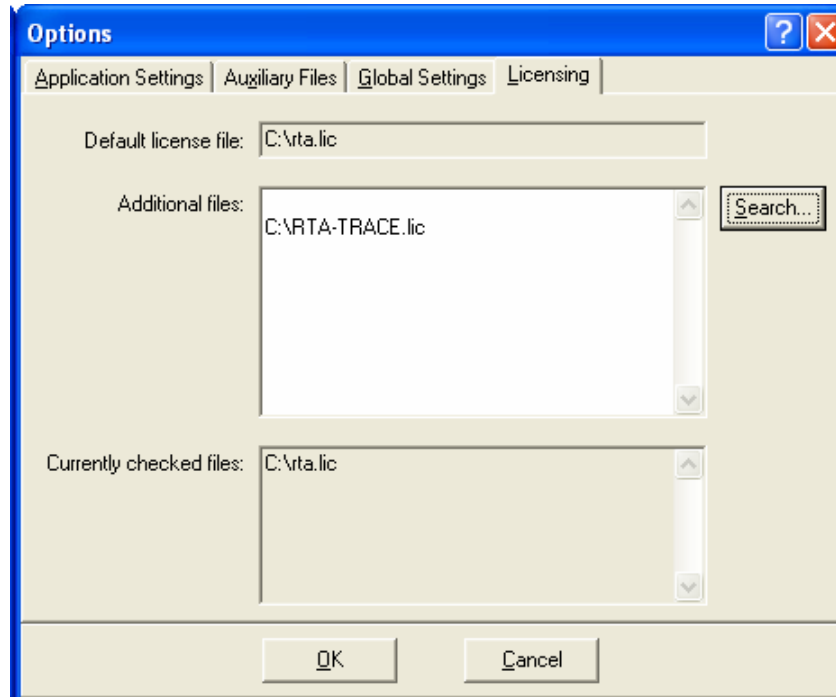 Options
Application Settings Auxiliary Files Global Settings Licensing
Default license file: C:\rta.lic
Additional files: Search...
C:\RTA-TRACE.lic
Currently checked files: C:\rta.lic
OK Cancel